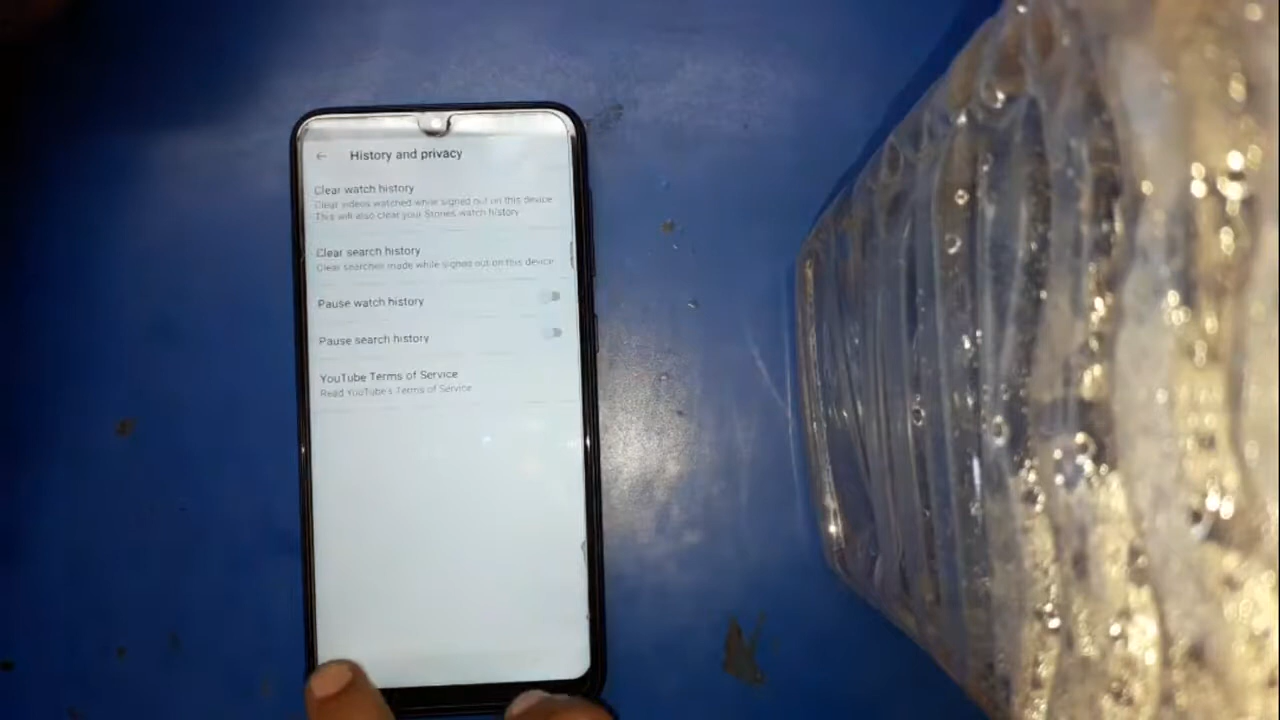 History and privacy
Clear watch history
Clear videos watched while signed out on this device
This will also clear your Stories watch history
Clear search history
Clear searches made while signed out on this device
Pause watch history
Pause search history
YouTube Terms of Service
Read YouTube's Terms of Service